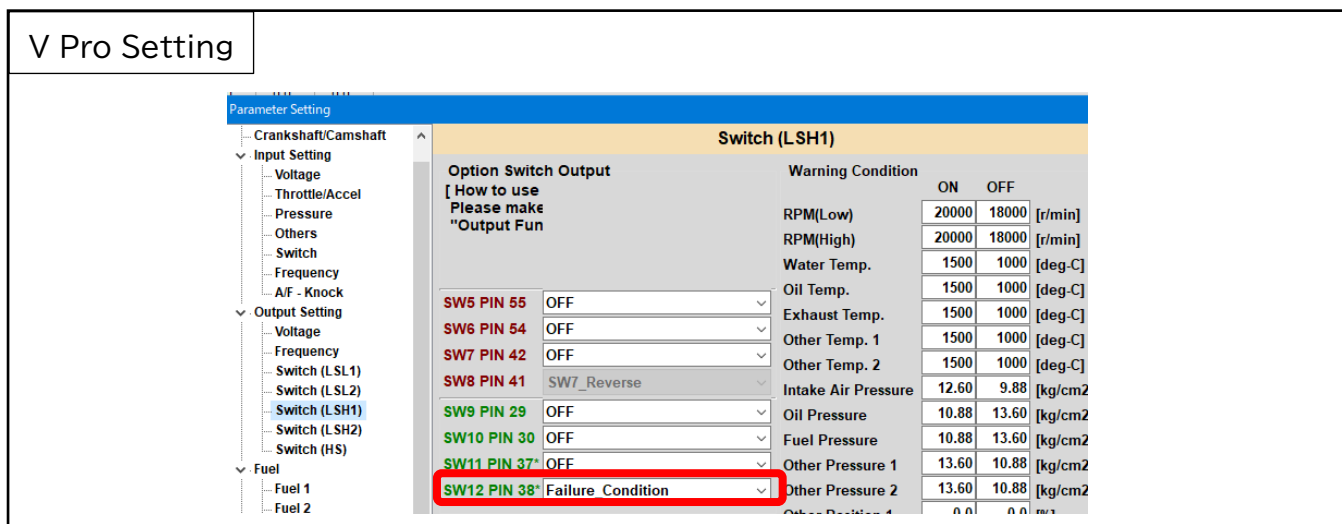 V Pro Setting
Parameter Setting
Crankshaft/Camshaft
Input Setting
Voltage
Throttle/Accel
Pressure
Others
Switch
Frequency
A/F - Knock
Output Setting
Voltage
Frequency
Switch (LSL1)
Switch (LSL2)
Switch (LSH1)
Switch (LSH2)
Switch (HS)
Fuel
Fuel 1
Fuel 2
Switch (LSH1)
Option Switch Output
[ How to use
Please make
"Output Fun
SW5 PIN 55 OFF
SW6 PIN 54 OFF
SW7 PIN 42 OFF
SW8 PIN 41 SW7_Reverse
SW9 PIN 29 OFF
SW10 PIN 30 OFF
SW11 PIN 37* OFF
SW12 PIN 38* Failure_Condition
Warning Condition
ON OFF
RPM(Low) 20000 18000 [r/min]
RPM(High) 20000 18000 [r/min]
Water Temp. 1500 1000 [deg-C]
Oil Temp. 1500 1000 [deg-C]
Exhaust Temp. 1500 1000 [deg-C]
Other Temp. 1 1500 1000 [deg-C]
Other Temp. 2 1500 1000 [deg-C]
Intake Air Pressure 12.60 9.88 [kg/cm2
Oil Pressure 10.88 13.60 [kg/cm2
Fuel Pressure 10.88 13.60 [kg/cm2
Other Pressure 1 13.60 10.88 [kg/cm2
Other Pressure 2 13.60 10.88 [kg/cm2